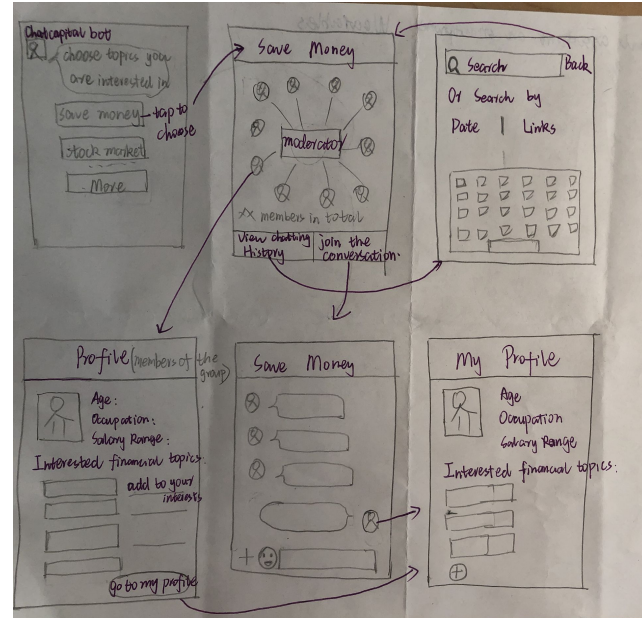 Chatcapital bot
choose topics you
are interested in
save money
tap to
choose
stock market
More
Save Money
moderator
XX members in total
View chatting
History
join the
conversation.
Search
Back
Or Search by
Date | Links
Profile (members of the
group)
Age:
Occupation:
Salary Range:
Interested financial topics:
add to your
interests
go to my profile
Save Money
My Profile
Age
Occupation
Salary Range
Interested financial topics: